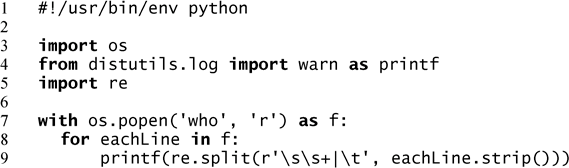 1 #!/usr/bin/env python
2
3 import os
4 from distutils.log import warn as printf
5 import re
6
7 with os.popen('who', 'r') as f:
8 for eachLine in f:
9 printf(re.split(r'\s\s+|\t', eachLine.strip()))